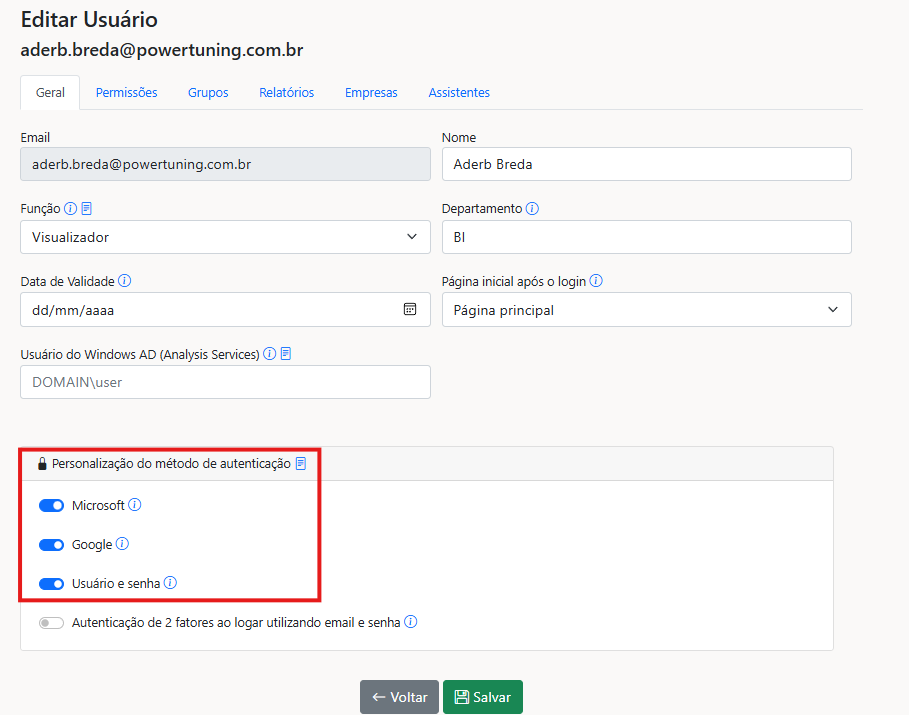 Editar Usuário
aderb.breda@powertuning.com.br
Geral Permissões Grupos Relatórios Empresas Assistentes
Email Nome
aderb.breda@powertuning.com.br Aderb Breda
Função Departamento
Visualizador BI
Data de Validade Página inicial após o login
dd/mm/aaaa Página principal
Usuário do Windows AD (Analysis Services)
DOMAIN\user
Personalização do método de autenticação
Microsoft
Google
Usuário e senha
Autenticação de 2 fatores ao logar utilizando email e senha
Voltar Salvar